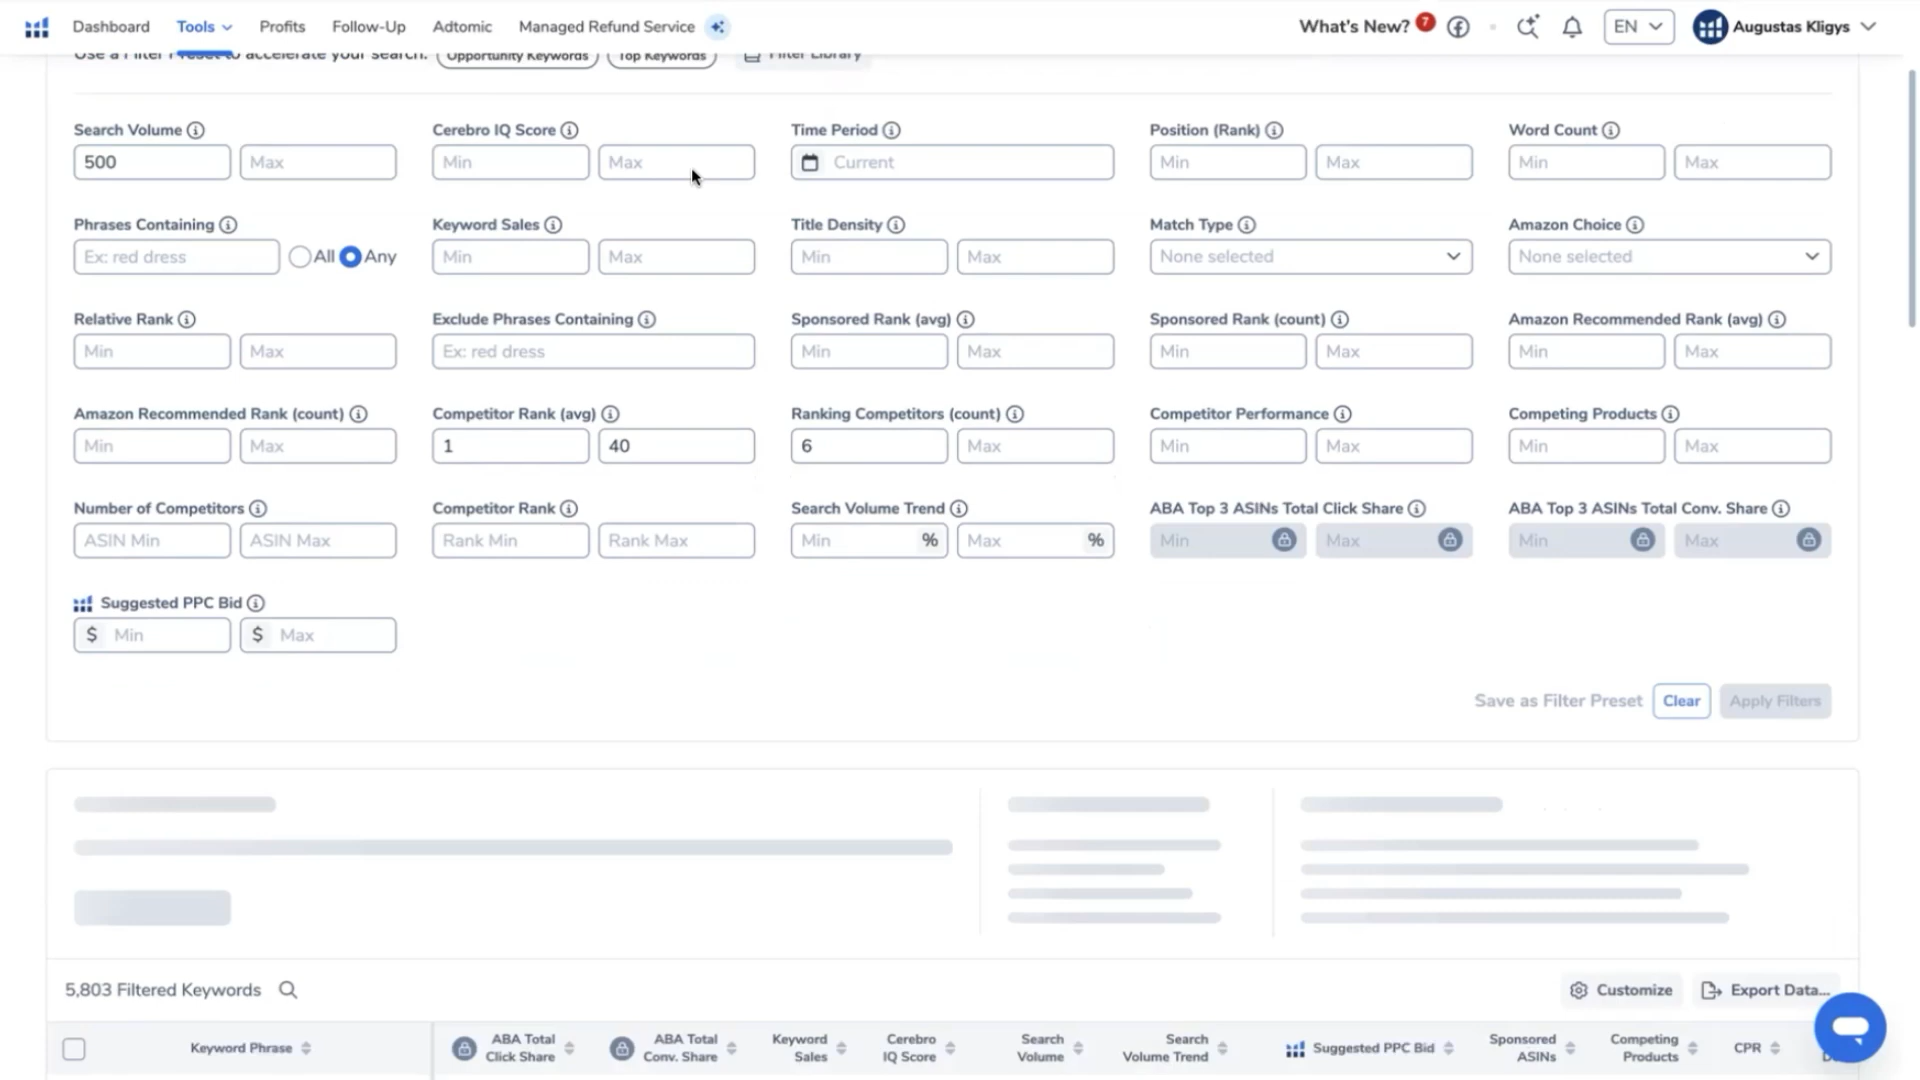 Dashboard Tools Profits Follow-Up Adtomic Managed Refund Service What's New? 7 EN Augustas Kligys
Use a Filter Preset to accelerate your search. Opportunity Keywords Top Keywords Filter Library
Search Volume Cerebro IQ Score Time Period Position (Rank) Word Count
500 Max Min Max Current Min Max Min Max
Phrases Containing Keyword Sales Title Density Match Type Amazon Choice
Ex: red dress All Any Min Max Min Max None selected None selected
Relative Rank Exclude Phrases Containing Sponsored Rank (avg) Sponsored Rank (count) Amazon Recommended Rank (avg)
Min Max Ex: red dress Min Max Min Max Min Max
Amazon Recommended Rank (count) Competitor Rank (avg) Ranking Competitors (count) Competitor Performance Competing Products
Min Max 1 40 6 Max Min Max Min Max
Number of Competitors Competitor Rank Search Volume Trend ABA Top 3 ASINs Total Click Share ABA Top 3 ASINs Total Conv. Share
ASIN Min ASIN Max Rank Min Rank Max Min % Max % Min Max Min Max
Suggested PPC Bid
$ Min $ Max
Save as Filter Preset Clear Apply Filters
5,803 Filtered Keywords Customize Export Data...
Keyword Phrase ABA Total Click Share ABA Total Conv. Share Keyword Sales Cerebro IQ Score Search Volume Search Volume Trend Suggested PPC Bid Sponsored ASINs Competing Products CPR